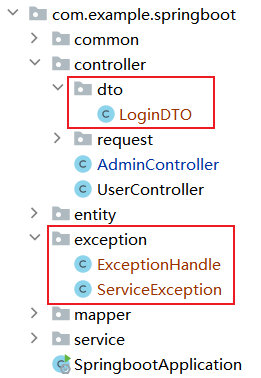 com.example.springboot
common
controller
dto
LoginDTO
request
AdminController
UserController
entity
exception
ExceptionHandle
ServiceException
mapper
service
SpringbootApplication